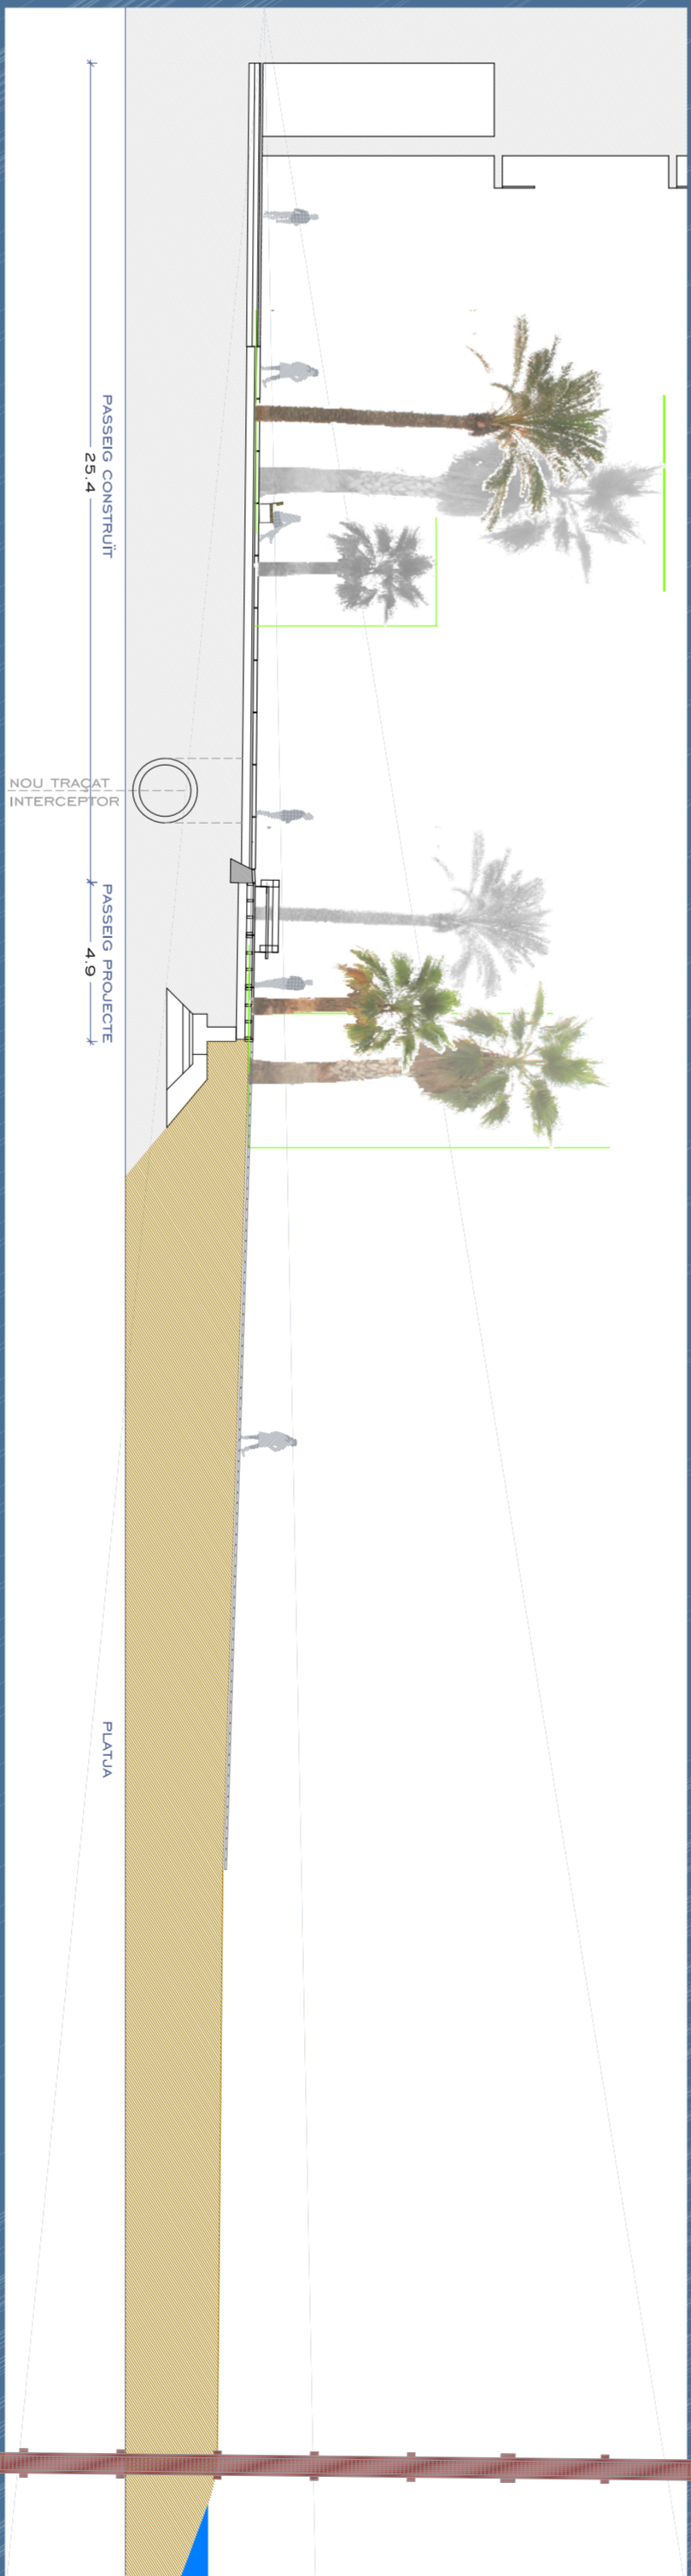 PASSEIG CONSTRUÏT
25.4
NOU TRAÇAT
INTERCEPTOR
PASSEIG PROJECTE
4.9
PLATJA